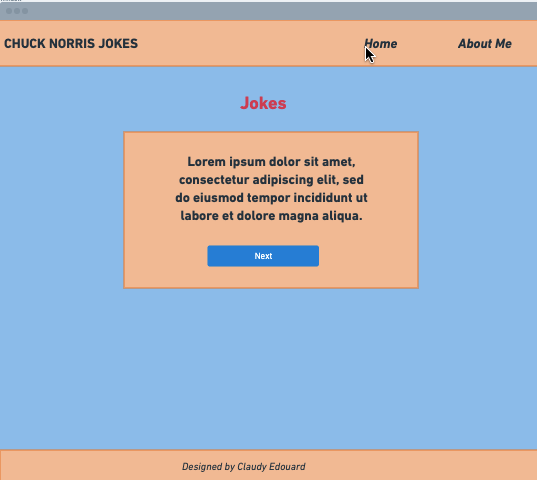 CHUCK NORRIS JOKES
Home
About Me
Jokes
Lorem ipsum dolor sit amet,
consectetur adipiscing elit, sed
do eiusmod tempor incididunt ut
labore et dolore magna aliqua.
Next
Designed by Claudy Edouard